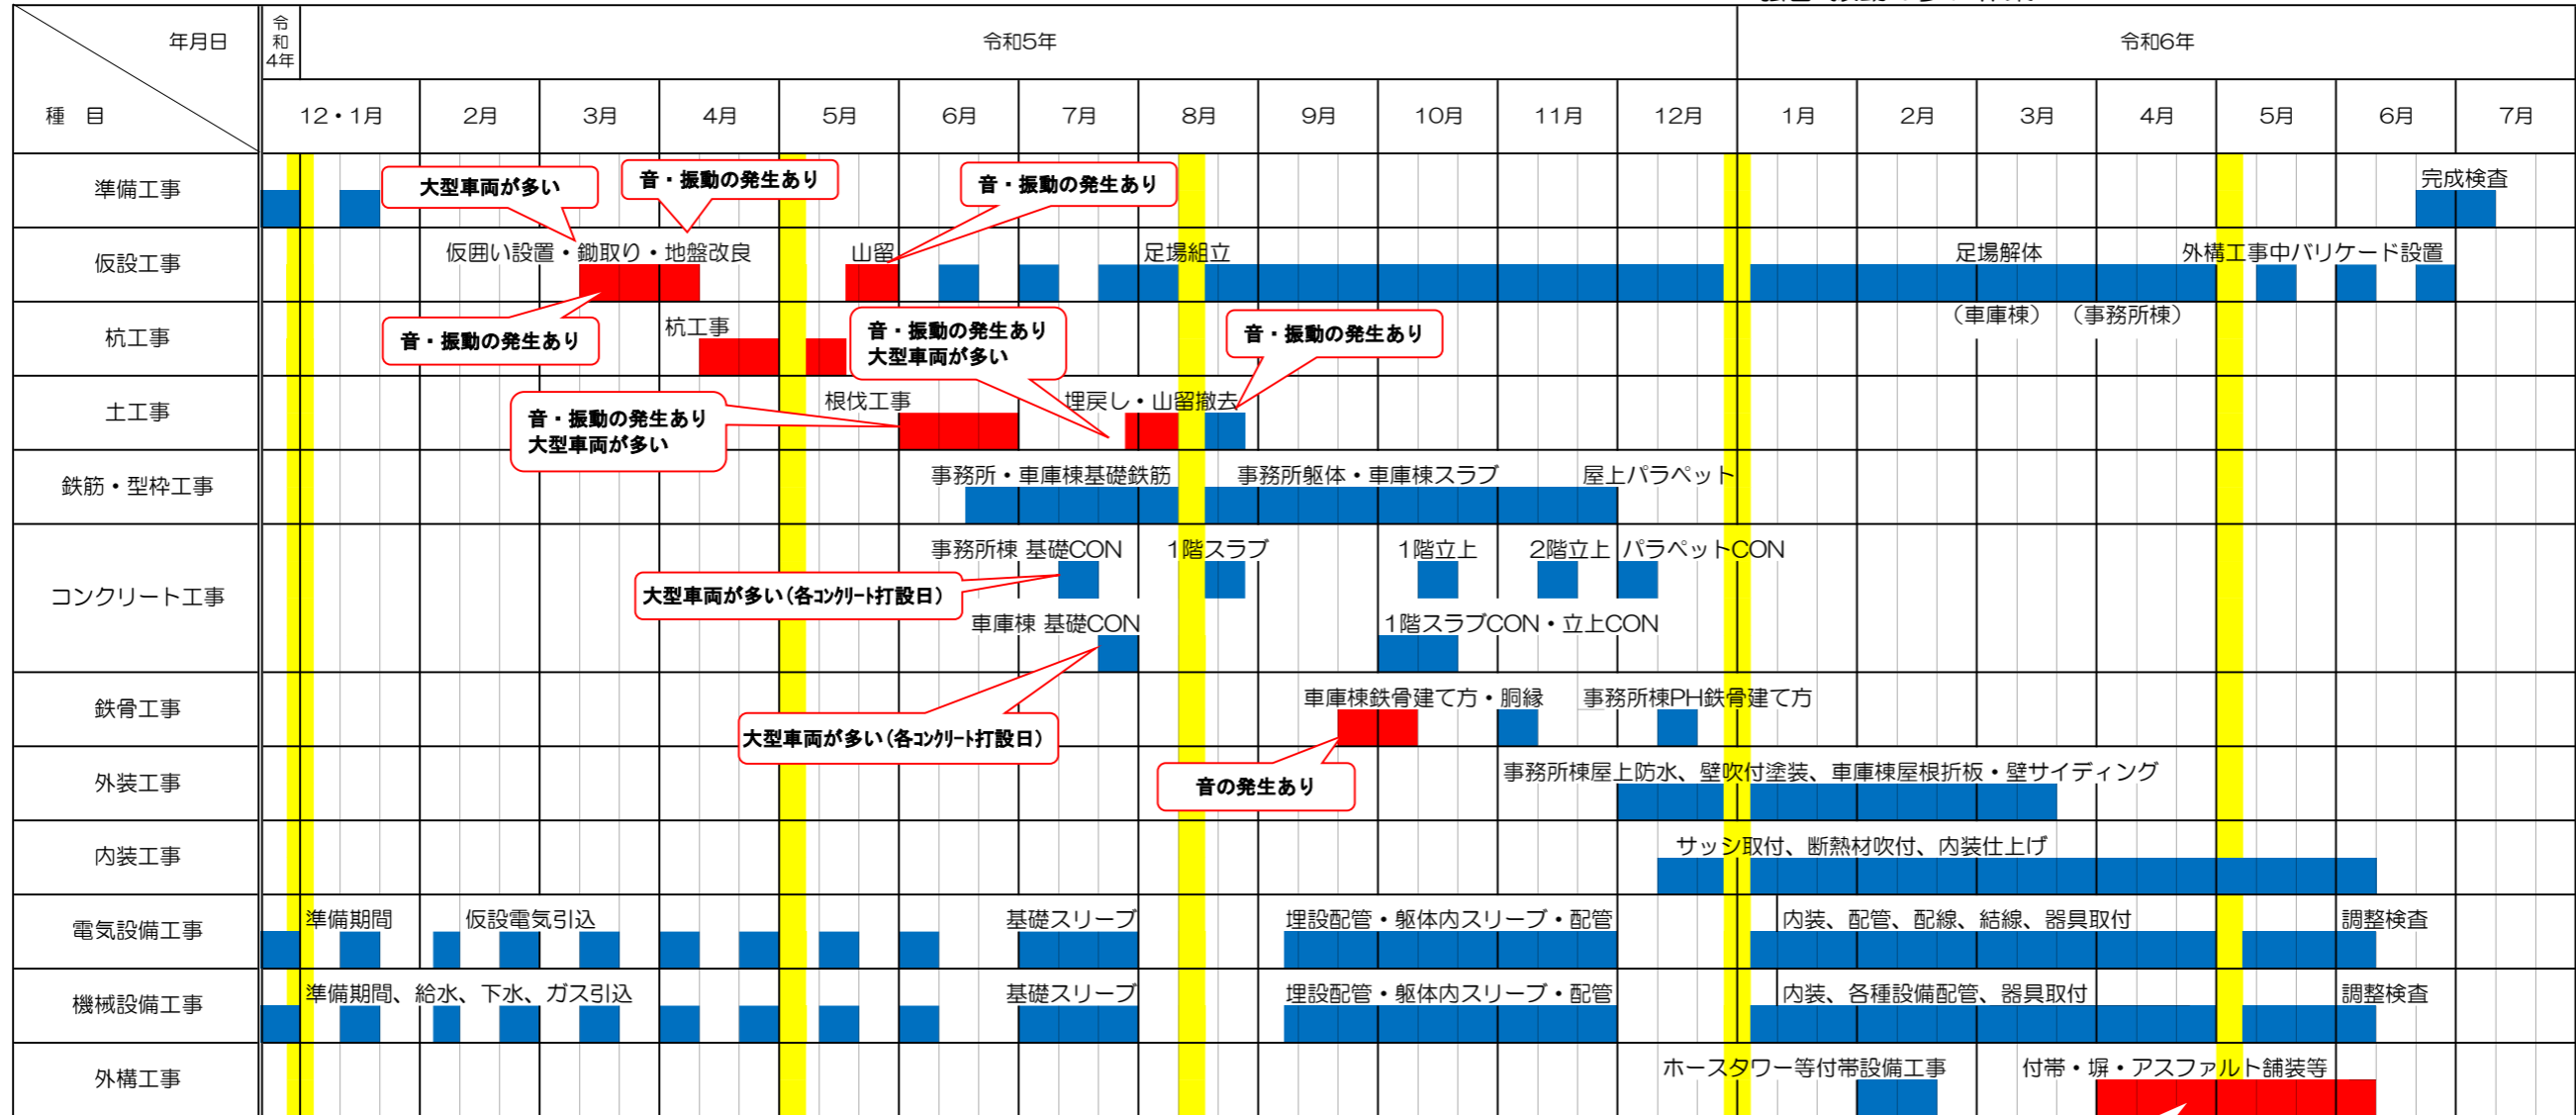 年月日
種　目
令和4年
令和5年
令和6年
12・1月
2月
3月
4月
5月
6月
7月
8月
9月
10月
11月
12月
1月
2月
3月
4月
5月
6月
7月
準備工事
大型車両が多い
音・振動の発生あり
音・振動の発生あり
完成検査
仮設工事
仮囲い設置・鋤取り・地盤改良
山留
足場組立
足場解体
外構工事中バリケード設置
（車庫棟）
（事務所棟）
杭工事
音・振動の発生あり
杭工事
音・振動の発生あり
大型車両が多い
音・振動の発生あり
土工事
音・振動の発生あり
大型車両が多い
根伐工事
埋戻し・山留撤去
鉄筋・型枠工事
事務所・車庫棟基礎鉄筋
事務所躯体・車庫棟スラブ
屋上パラペット
コンクリート工事
事務所棟 基礎CON
1階スラブ
1階立上
2階立上
パラペットCON
大型車両が多い（各ｺﾝｸﾘｰﾄ打設日）
車庫棟 基礎CON
1階スラブCON・立上CON
鉄骨工事
大型車両が多い（各ｺﾝｸﾘｰﾄ打設日）
車庫棟鉄骨建て方・胴縁
事務所棟PH鉄骨建て方
音の発生あり
外装工事
事務所棟屋上防水、壁吹付塗装、車庫棟屋根折板・壁サイディング
内装工事
サッシ取付、断熱材吹付、内装仕上げ
電気設備工事
準備期間
仮設電気引込
基礎スリーブ
埋設配管・躯体内スリーブ・配管
内装、配管、配線、結線、器具取付
調整検査
機械設備工事
準備期間、給水、下水、ガス引込
基礎スリーブ
埋設配管・躯体内スリーブ・配管
内装、各種設備配管、器具取付
調整検査
外構工事
ホースタワー等付帯設備工事
付帯・塀・アスファルト舗装等